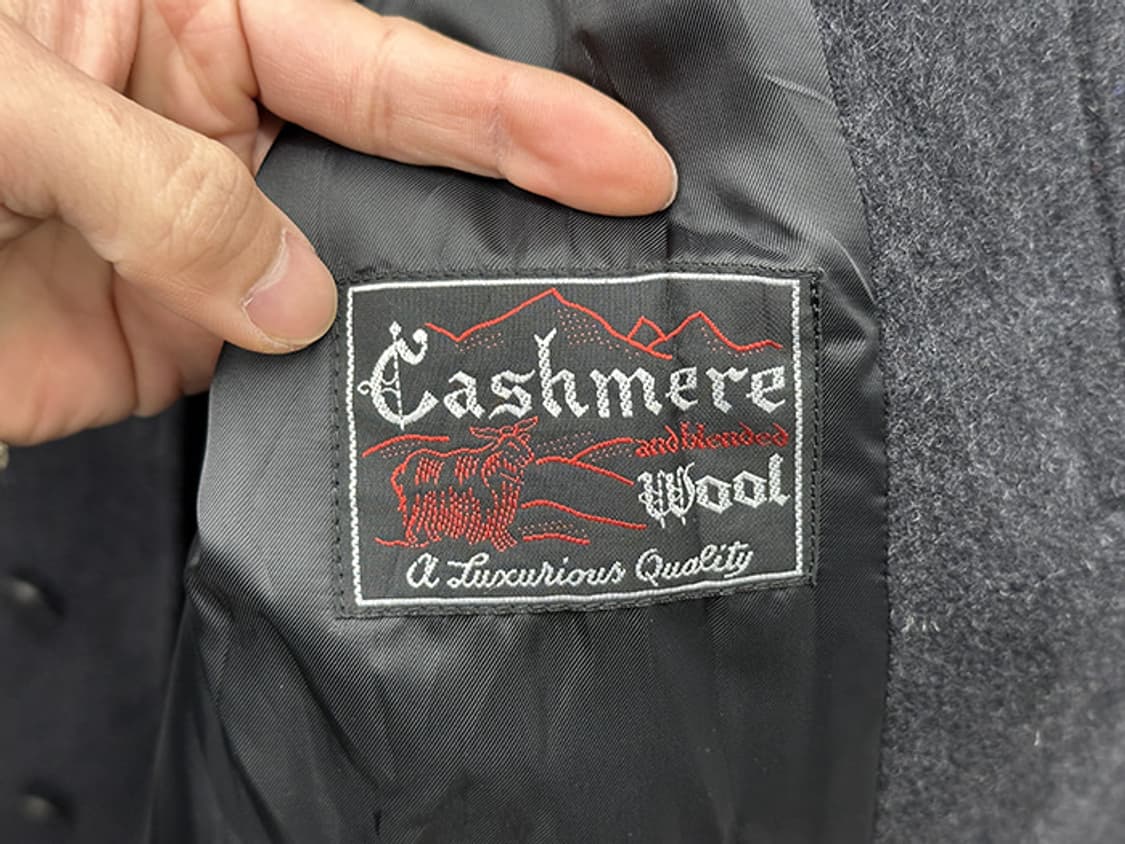 Cashmere
and blended
Wool
A Luxurious Quality